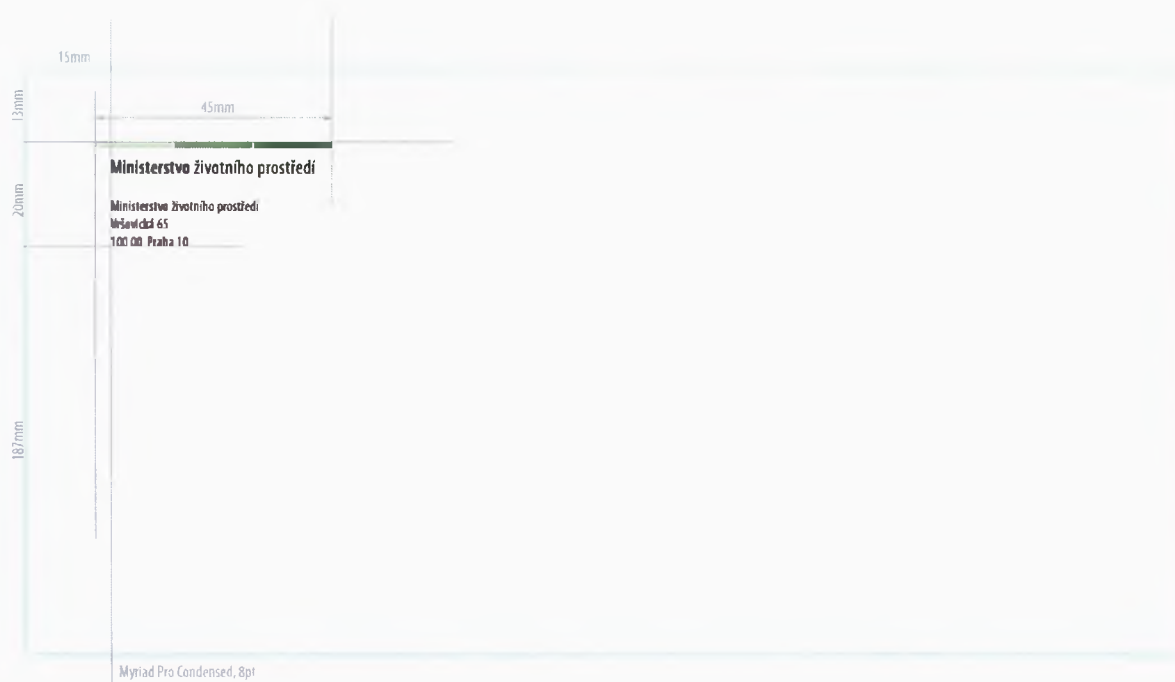 15mm
13mm
45mm
Ministerstvo životního prostředí
20mm
Ministerstvo životního prostředí
Vršovická 65
100 00 Praha 10
187mm
Myriad Pro Condensed, 8pt